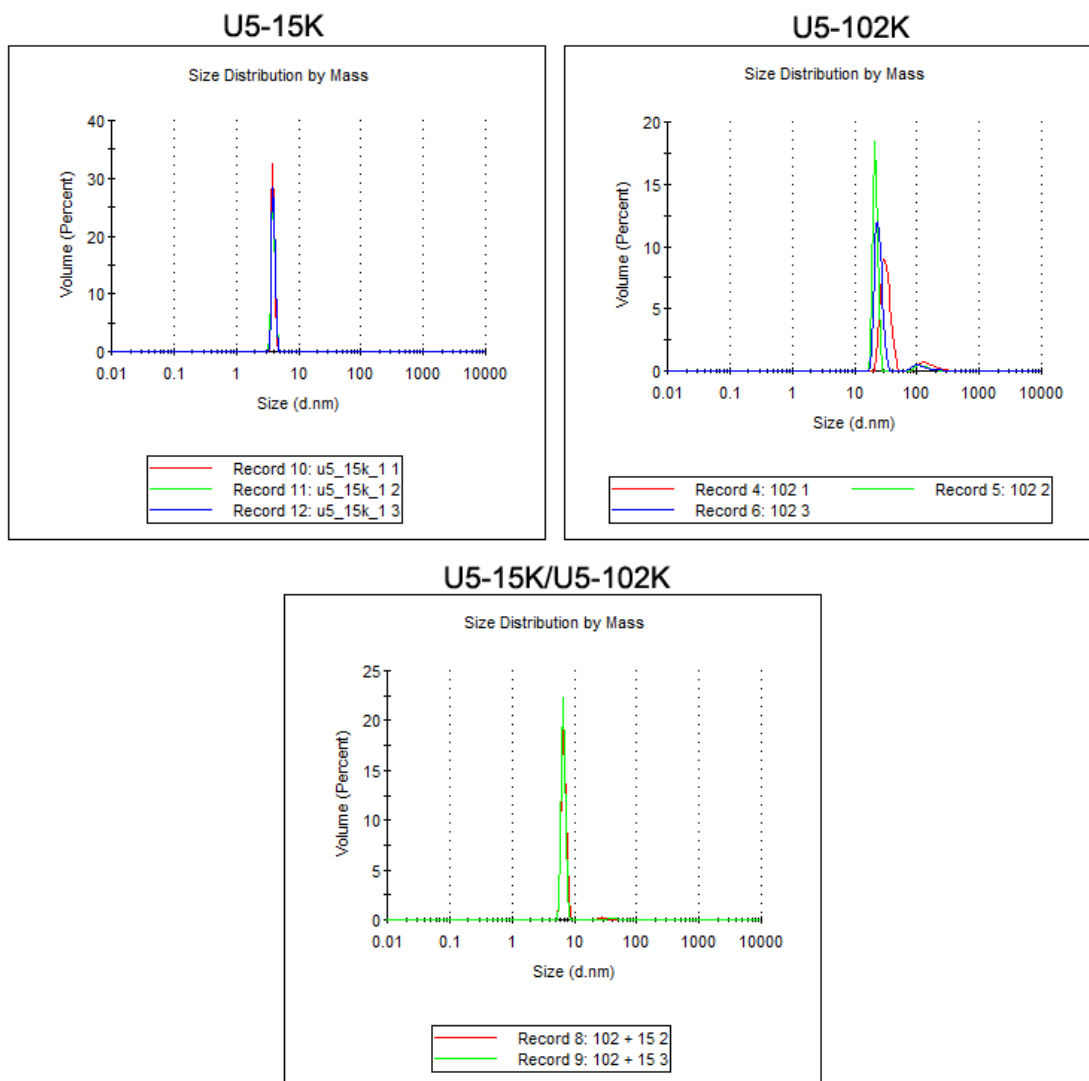 U5-15K
Size Distribution by Mass
Volume (Percent)
40
30
20
10
0
0.01 0.1 1 10 100 1000 10000
Size (d.nm)
Record 10: u5_15k_1 1
Record 11: u5_15k_1 2
Record 12: u5_15k_1 3
U5-102K
Size Distribution by Mass
Volume (Percent)
20
15
10
5
0
0.01 0.1 1 10 100 1000 10000
Size (d.nm)
Record 4: 102 1 Record 5: 102 2
Record 6: 102 3
U5-15K/U5-102K
Size Distribution by Mass
Volume (Percent)
25
20
15
10
5
0
0.01 0.1 1 10 100 1000 10000
Size (d.nm)
Record 8: 102 + 15 2
Record 9: 102 + 15 3